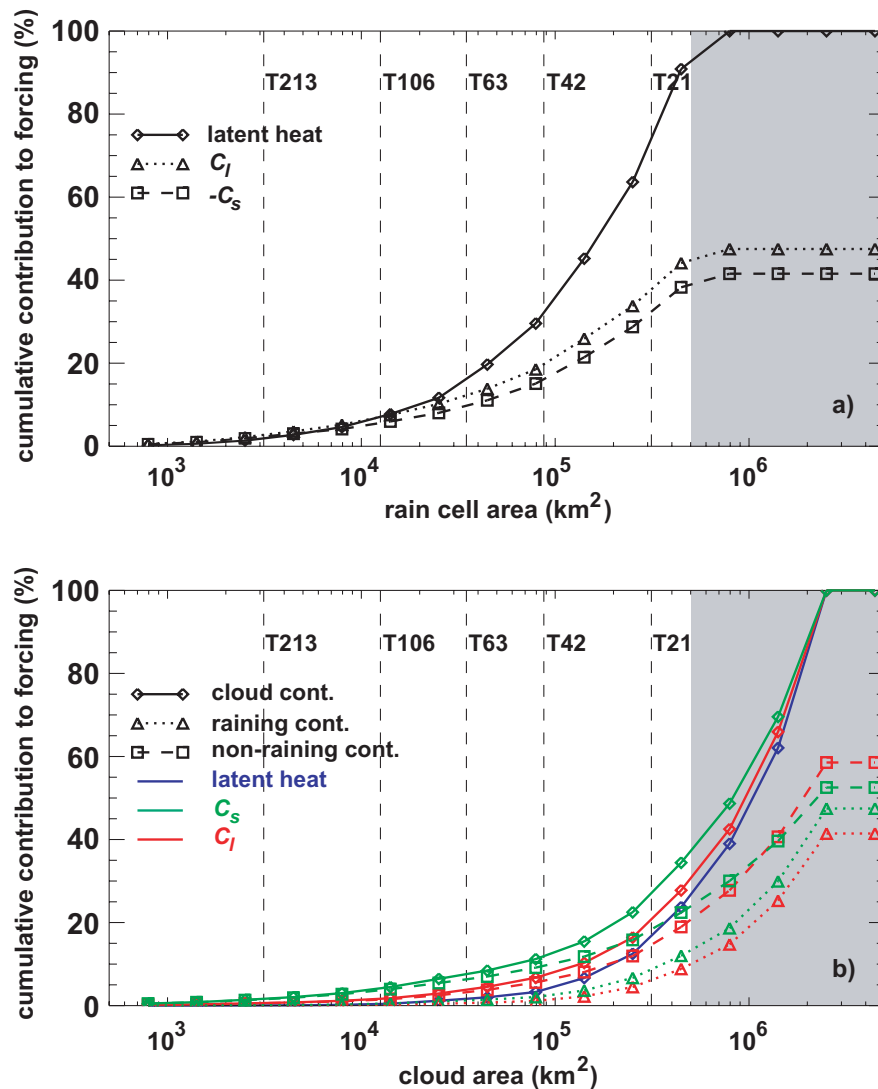 100
80
60
40
20
0
cumulative contribution to forcing (%)
T213 T106 T63 T42 T21
latent heat
C_l
-C_s
a)
10^3 10^4 10^5 10^6
rain cell area (km^2)
100
80
60
40
20
0
cumulative contribution to forcing (%)
T213 T106 T63 T42 T21
cloud cont.
raining cont.
non-raining cont.
latent heat
C_s
C_l
b)
10^3 10^4 10^5 10^6
cloud area (km^2)